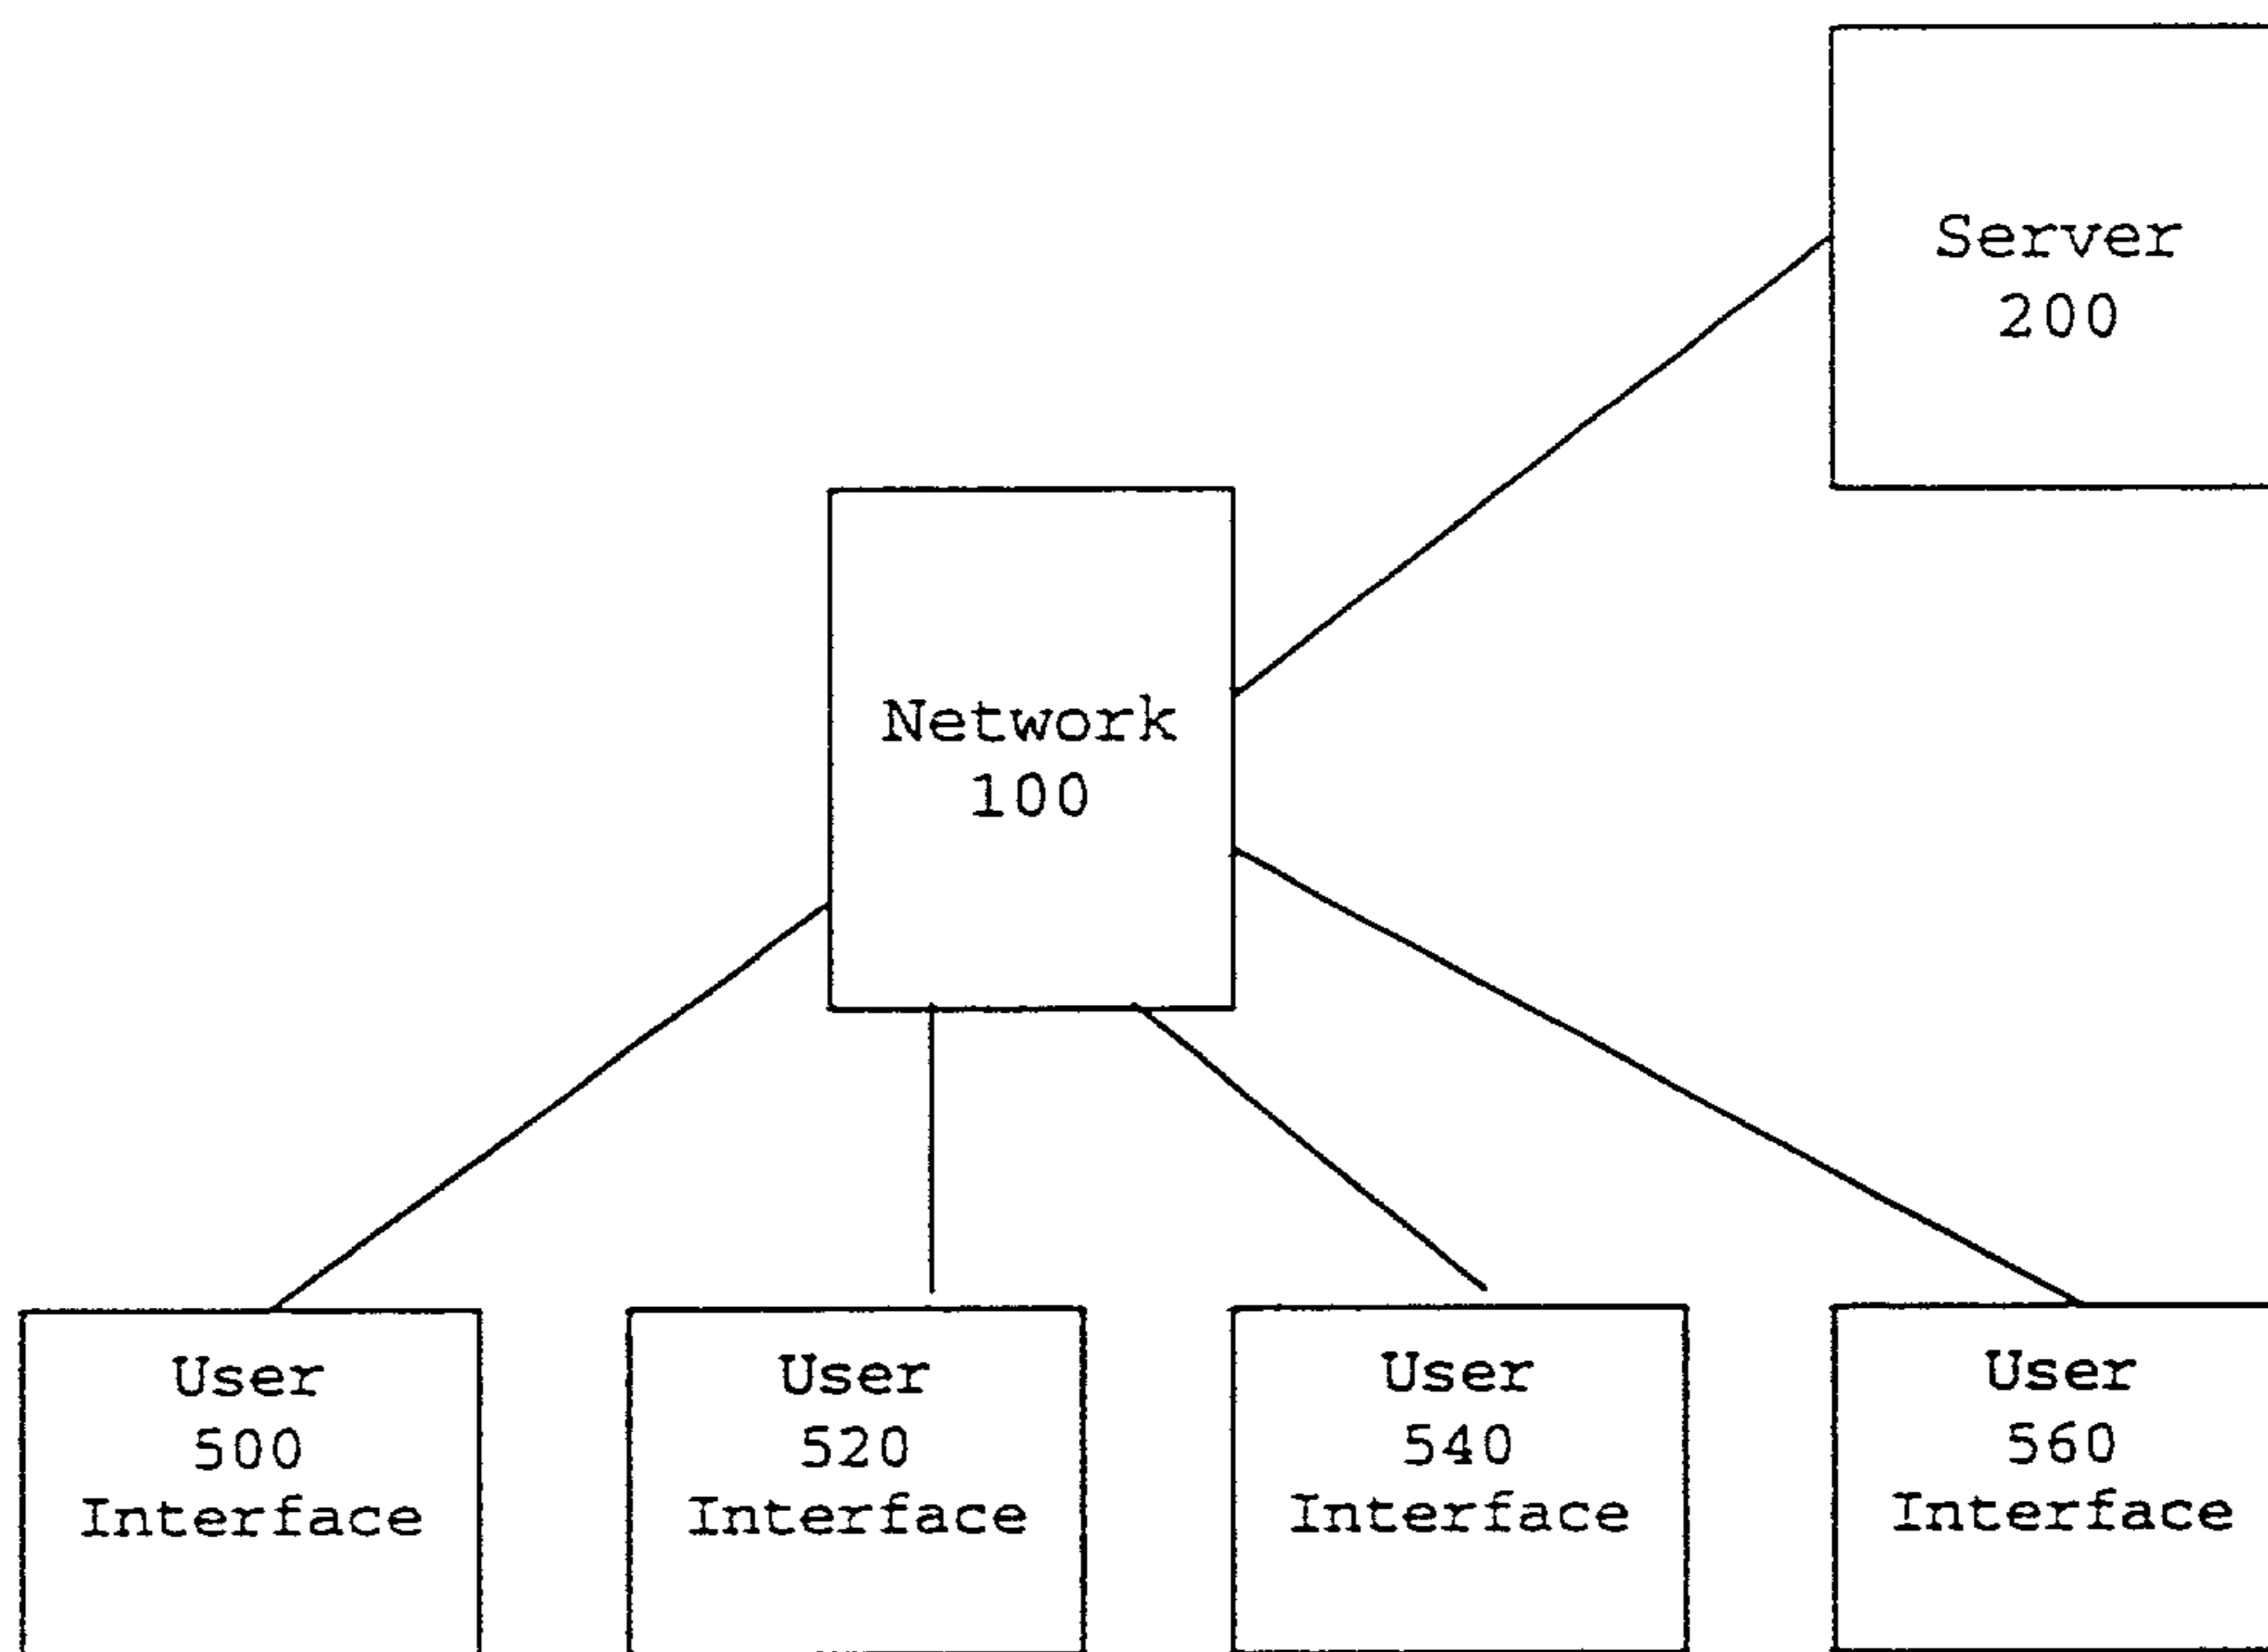 Server
200
Network
100
User
500
Interface
User
520
Interface
User
540
Interface
User
560
Interface